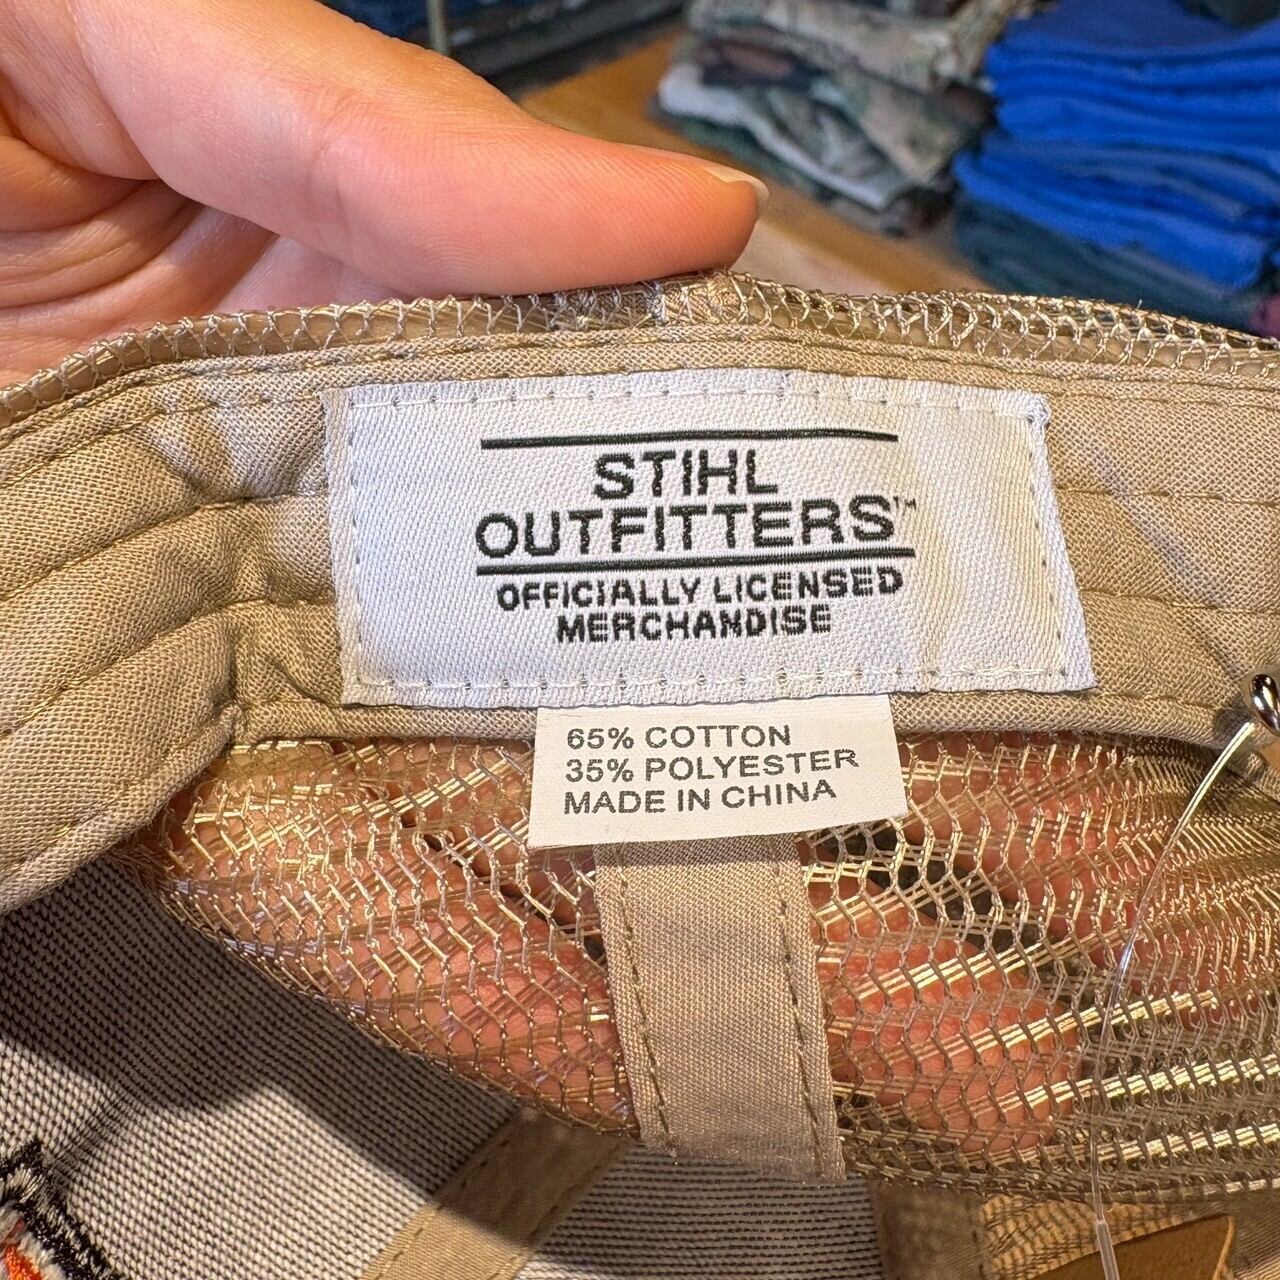 STIHL
OUTFITTERS™
OFFICIALLY LICENSED
MERCHANDISE
65% COTTON
35% POLYESTER
MADE IN CHINA